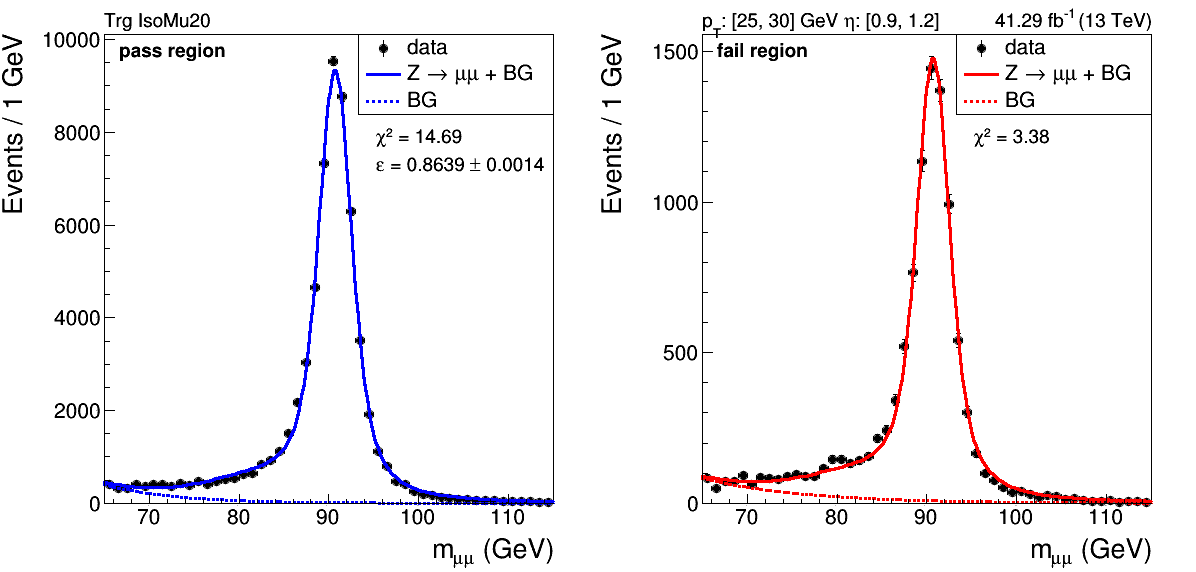 Trg IsoMu20
pass region
Events / 1 GeV
10000
8000
6000
4000
2000
0
data
Z → μμ + BG
BG
χ² = 14.69
ε = 0.8639 ± 0.0014
70 80 90 100 110
m_μμ (GeV)
p_T: [25, 30] GeV η: [0.9, 1.2] 41.29 fb⁻¹ (13 TeV)
fail region
Events / 1 GeV
1500
1000
500
0
data
Z → μμ + BG
BG
χ² = 3.38
70 80 90 100 110
m_μμ (GeV)